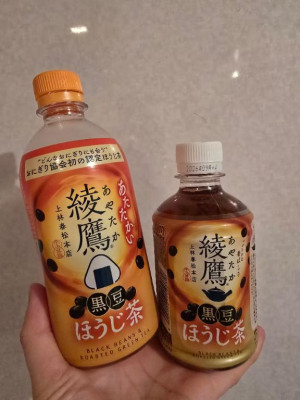 "どんなおにぎりにも合う"
おにぎり協会初の認定ほうじ茶
あたたかい
あやたか
綾鷹
上林春松本店
黒豆
ほうじ茶
BLACK BEANS &
ROASTED GREEN TEA
あやたか
綾鷹
上林春松本店
黒豆
ほうじ茶